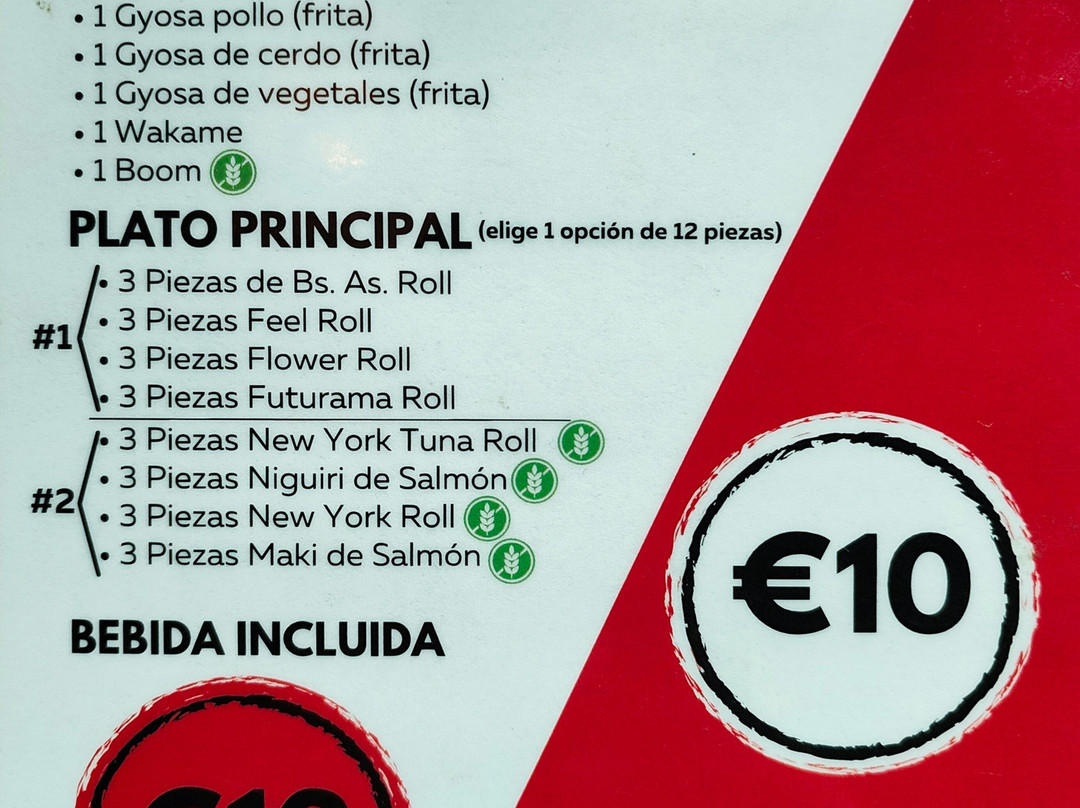 • 1 Gyosa pollo (frita)
• 1 Gyosa de cerdo (frita)
• 1 Gyosa de vegetales (frita)
• 1 Wakame
• 1 Boom
PLATO PRINCIPAL (elige 1 opción de 12 piezas)
#1
• 3 Piezas de Bs. As. Roll
• 3 Piezas Feel Roll
• 3 Piezas Flower Roll
• 3 Piezas Futurama Roll
#2
• 3 Piezas New York Tuna Roll
• 3 Piezas Niguiri de Salmón
• 3 Piezas New York Roll
• 3 Piezas Maki de Salmón
€10
BEBIDA INCLUIDA